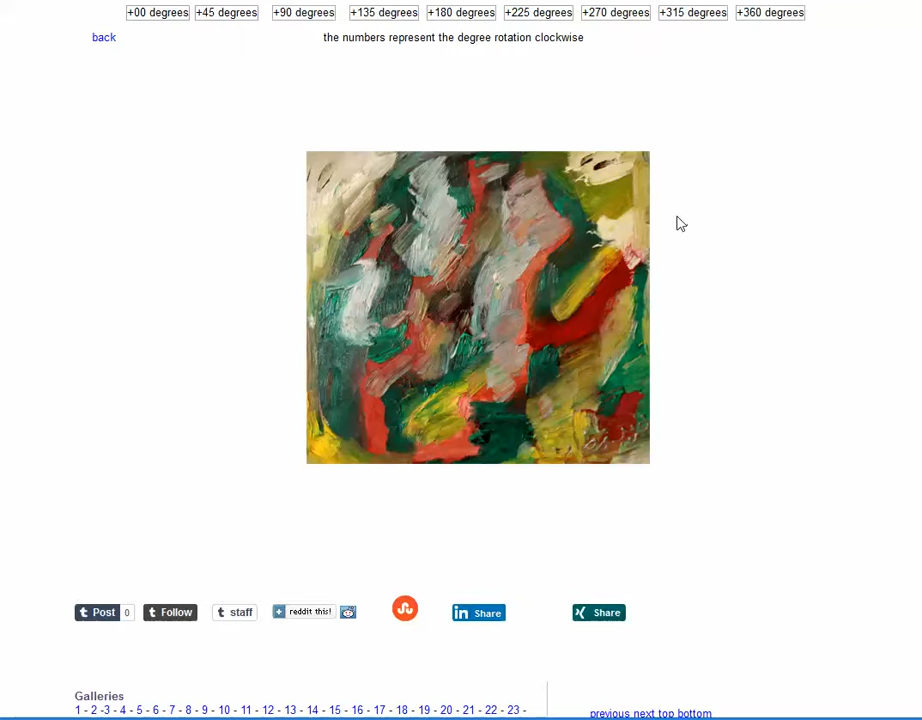 +00 degrees +45 degrees +90 degrees +135 degrees +180 degrees +225 degrees +270 degrees +315 degrees +360 degrees
back the numbers represent the degree rotation clockwise
t Post 0 t Follow t staff + reddit this! in Share Share
Galleries
1 - 2 -3 - 4 - 5 - 6 - 7 - 8 - 9 - 10 - 11 - 12 - 13 - 14 - 15 - 16 - 17 - 18 - 19 - 20 - 21 - 22 - 23 -
previous next top bottom